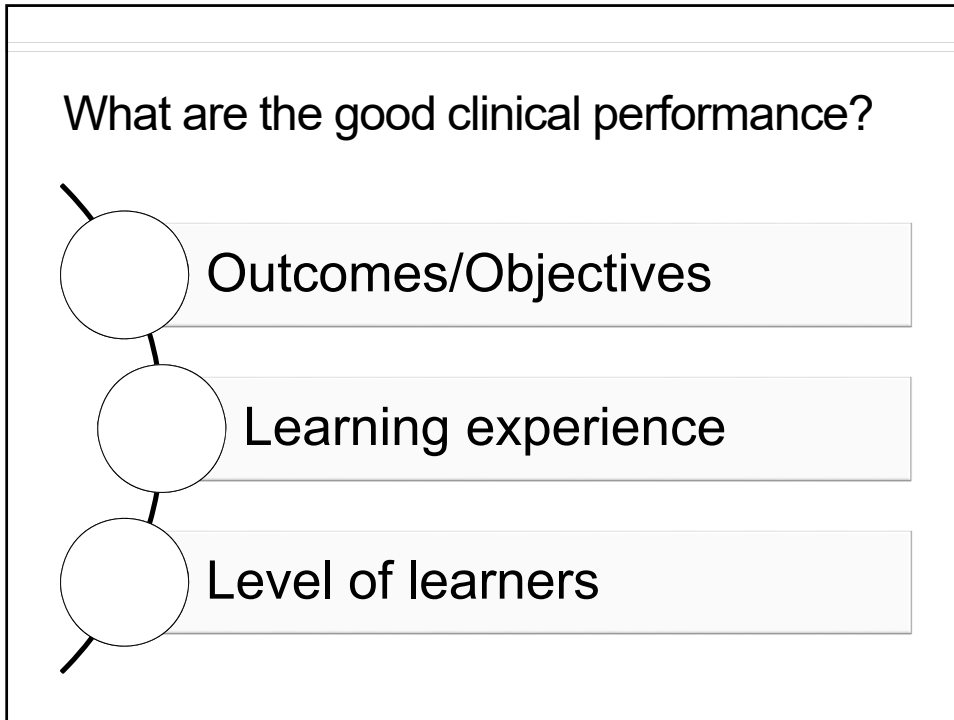 What are the good clinical performance?
Outcomes/Objectives
Learning experience
Level of learners